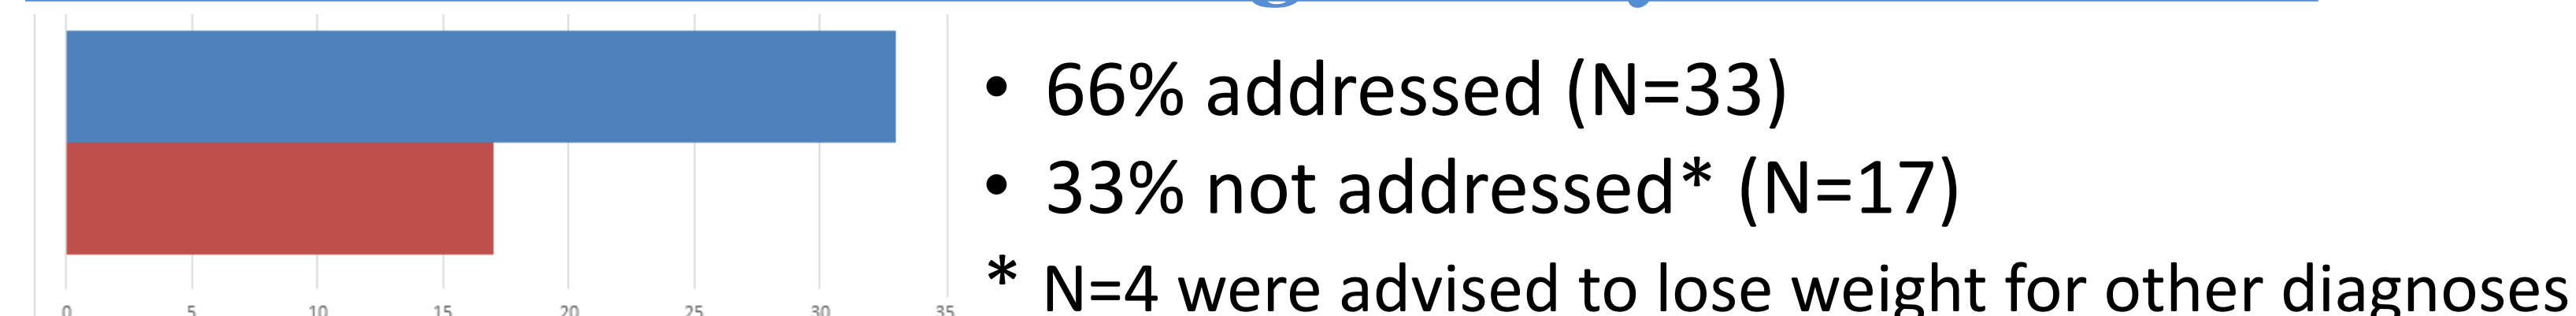 • 66% addressed (N=33)
• 33% not addressed* (N=17)
* N=4 were advised to lose weight for other diagnoses
0 5 10 15 20 25 30 35